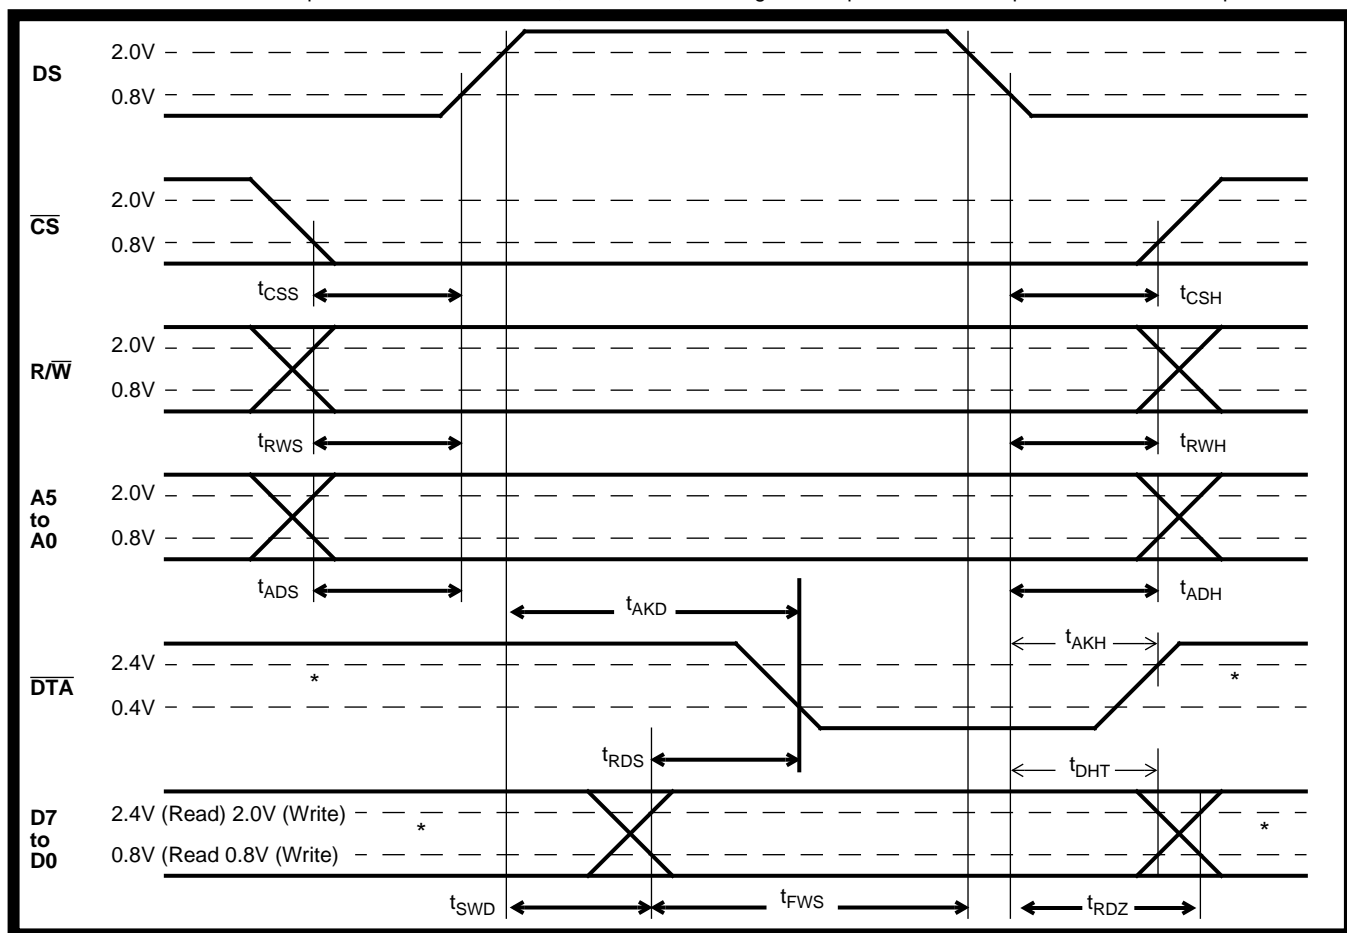 DS
2.0V
0.8V
CS
2.0V
0.8V
tCSS
tCSH
R/W
2.0V
0.8V
tRWS
tRWH
A5
to
A0
2.0V
0.8V
tADS
tAKD
tADH
DTA
2.4V
0.4V
*
tAKH
*
tRDS
tDHT
D7
to
D0
2.4V (Read) 2.0V (Write)
0.8V (Read 0.8V (Write)
*
*
tSWD
tFWS
tRDZ